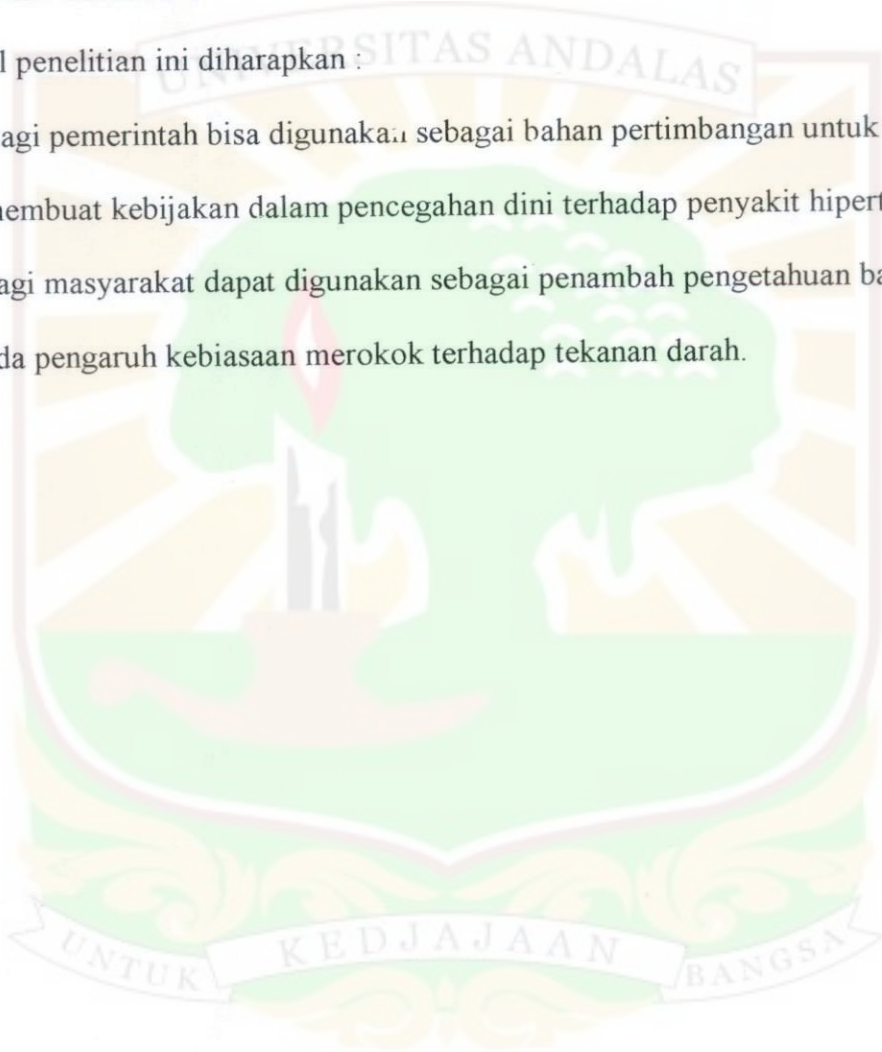 UNIVERSITAS ANDALAS
l penelitian ini diharapkan :
agi pemerintah bisa digunakan sebagai bahan pertimbangan untuk
membuat kebijakan dalam pencegahan dini terhadap penyakit hipert
agi masyarakat dapat digunakan sebagai penambah pengetahuan ba
da pengaruh kebiasaan merokok terhadap tekanan darah.
UNTUK KEDJAJAAN BANGSA